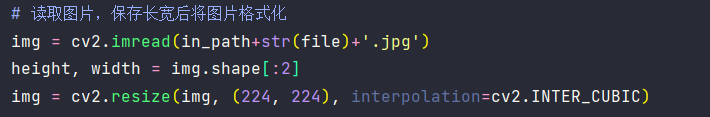 # 读取图片，保存长宽后将图片格式化
img = cv2.imread(in_path+str(file)+'.jpg')
height, width = img.shape[:2]
img = cv2.resize(img, (224, 224), interpolation=cv2.INTER_CUBIC)